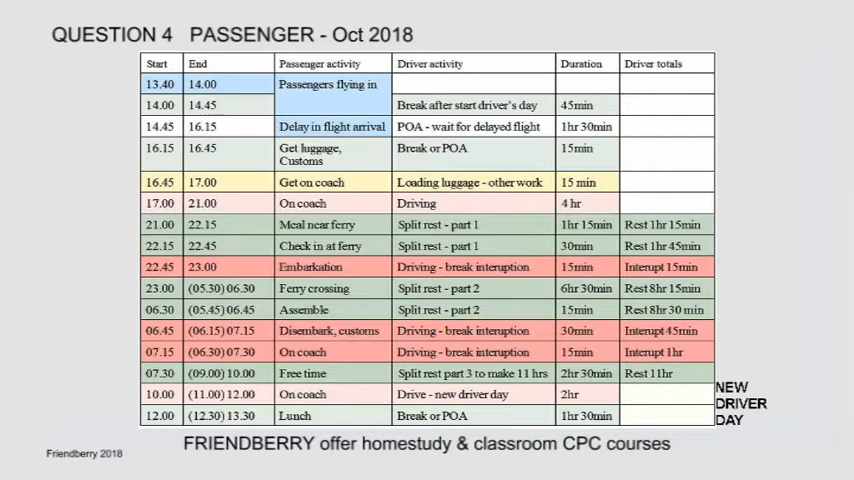 QUESTION 4 PASSENGER - Oct 2018
Start End Passenger activity Driver activity Duration Driver totals
13.40 14.00 Passengers flying in
14.00 14.45 Break after start driver's day 45min
14.45 16.15 Delay in flight arrival POA - wait for delayed flight 1hr 30min
16.15 16.45 Get luggage, Break or POA 15min
Customs
16.45 17.00 Get on coach Loading luggage - other work 15 min
17.00 21.00 On coach Driving 4 hr
21.00 22.15 Meal near ferry Split rest - part 1 1hr 15min Rest 1hr 15min
22.15 22.45 Check in at ferry Split rest - part 1 30min Rest 1hr 45min
22.45 23.00 Embarkation Driving - break interuption 15min Interupt 15min
23.00 (05.30) 06.30 Ferry crossing Split rest - part 2 6hr 30min Rest 8hr 15min
06.30 (05.45) 06.45 Assemble Split rest - part 2 15min Rest 8hr 30 min
06.45 (06.15) 07.15 Disembark, customs Driving - break interuption 30min Interupt 45min
07.15 (06.30) 07.30 On coach Driving - break interuption 15min Interupt 1hr
07.30 (09.00) 10.00 Free time Split rest part 3 to make 11 hrs 2hr 30min Rest 11hr
10.00 (11.00) 12.00 On coach Drive - new driver day 2hr
12.00 (12.30) 13.30 Lunch Break or POA 1hr 30min
NEW
DRIVER
DAY
FRIENDBERRY offer homestudy & classroom CPC courses
Friendberry 2018